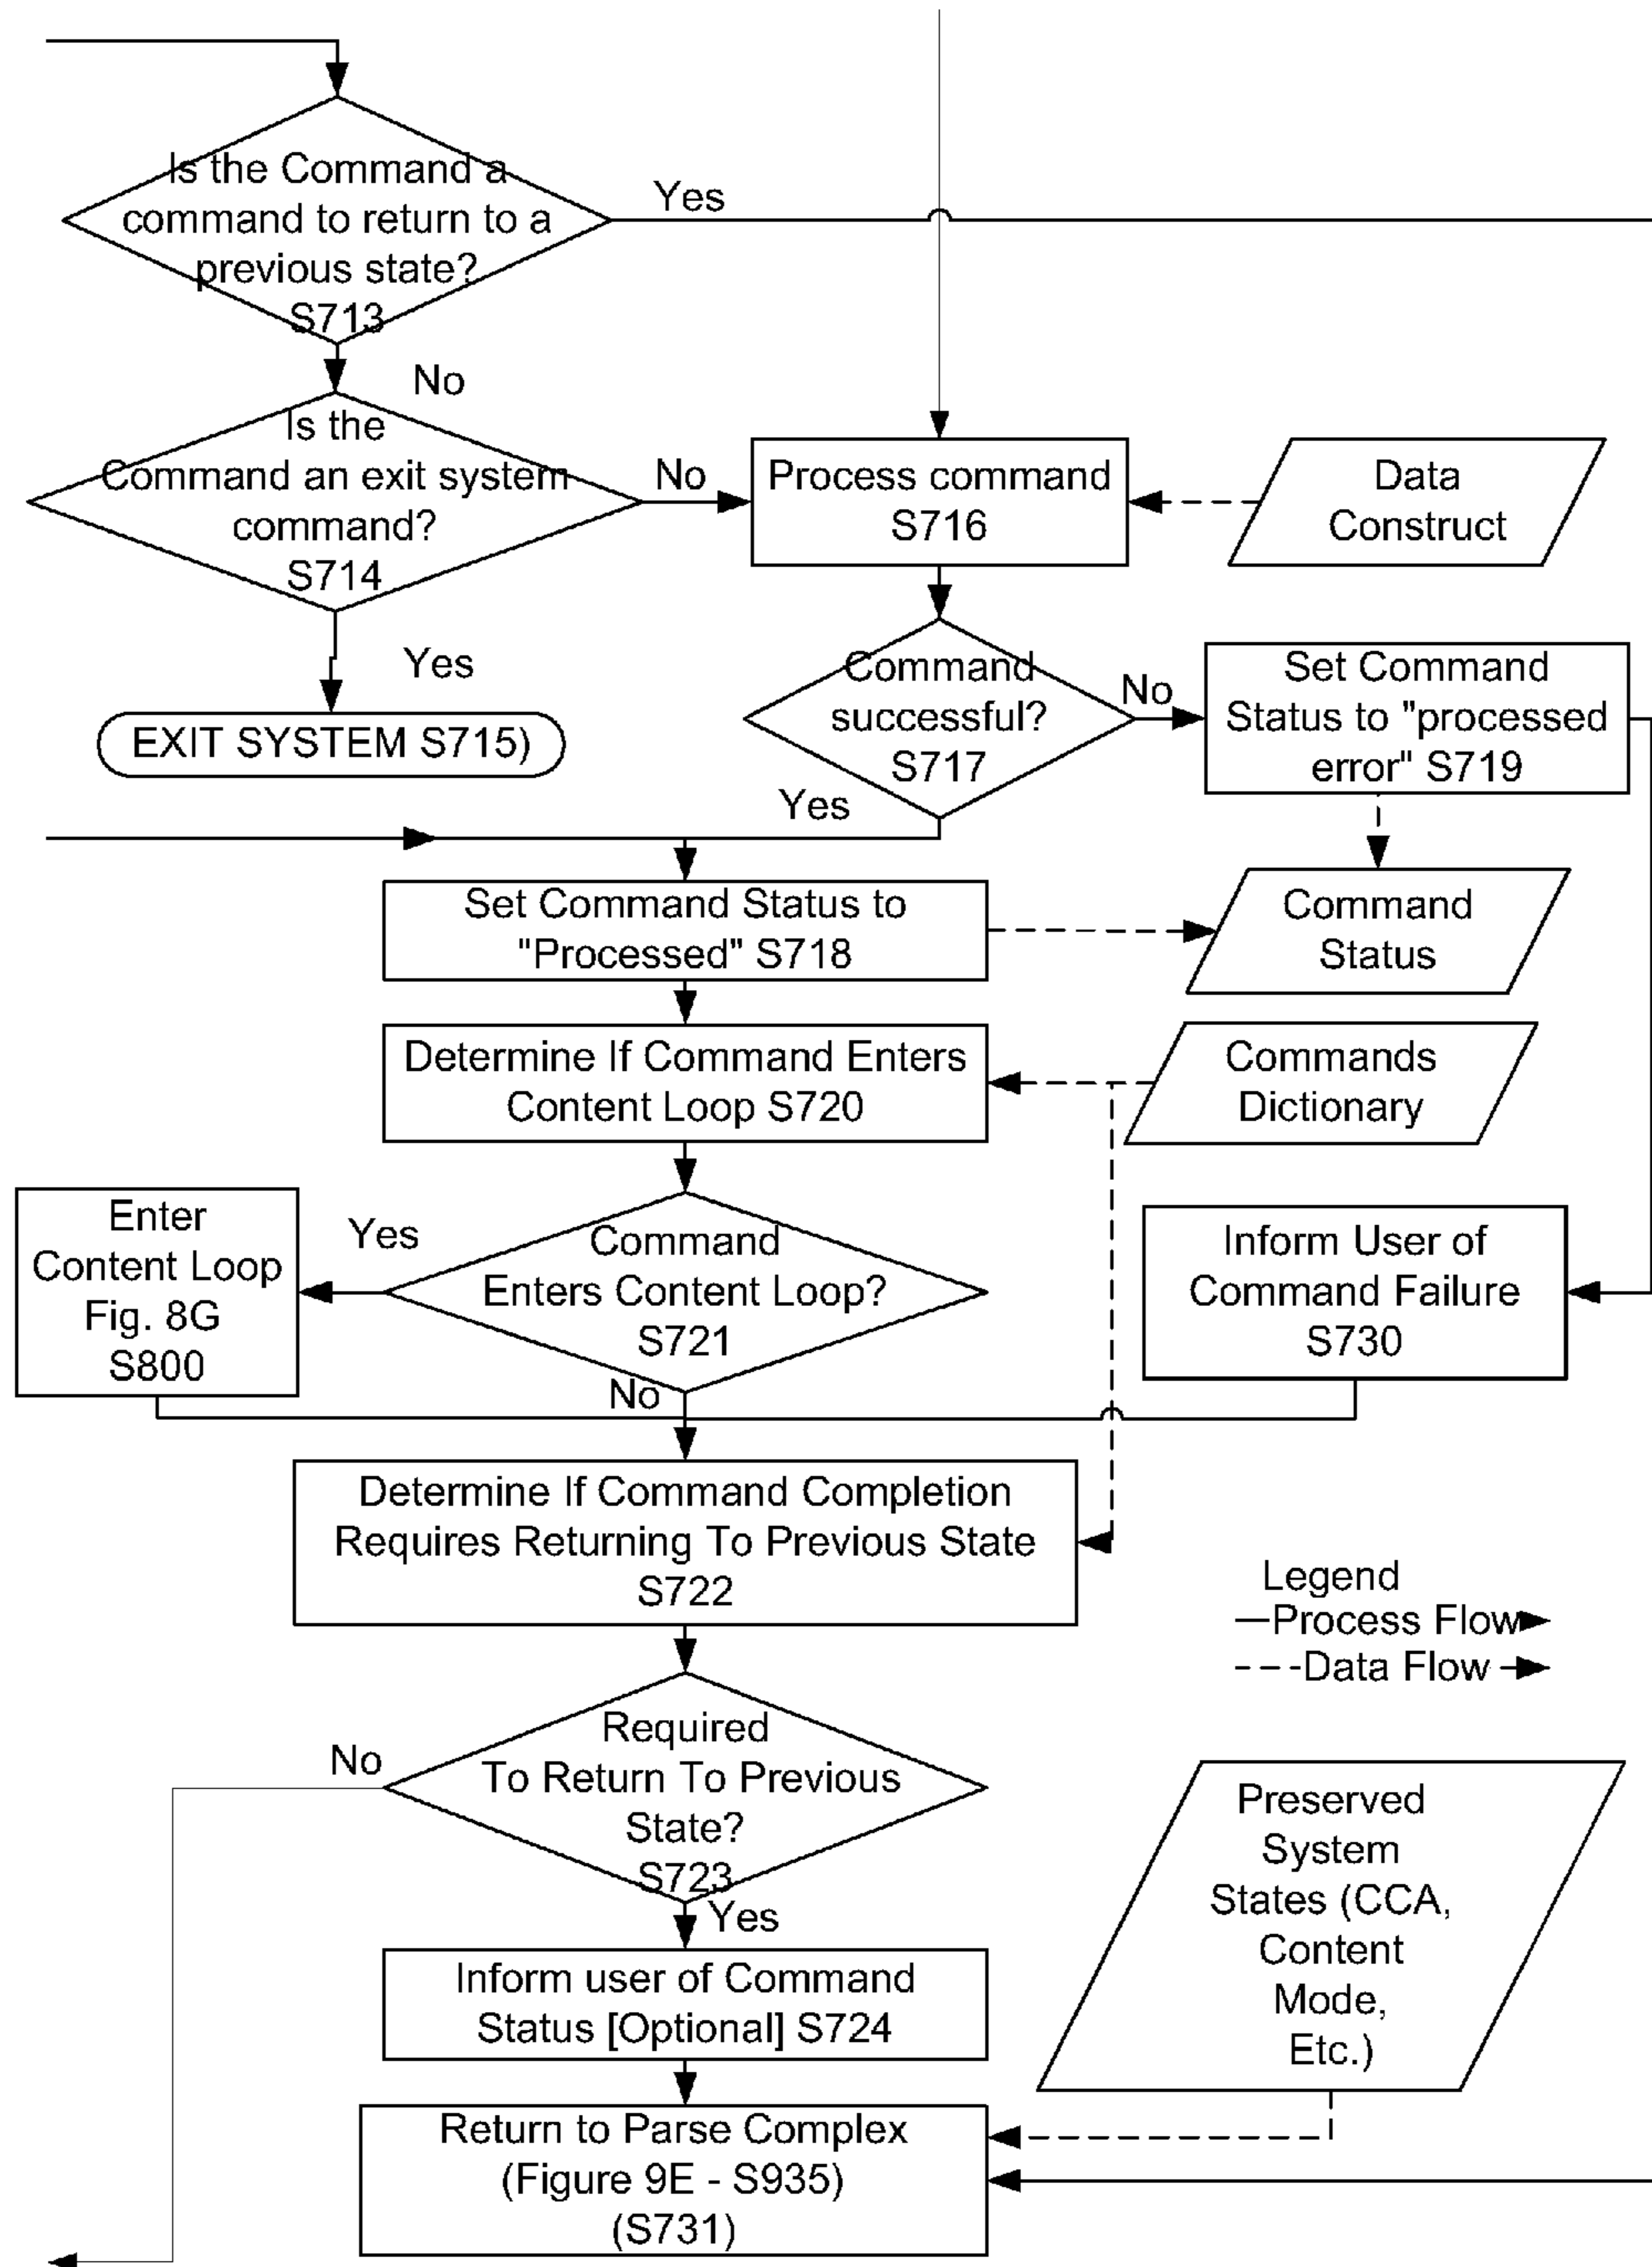 Is the Command a
command to return to a
previous state?
S713
Yes
No
Is the
Command an exit system
command?
S714
No
Process command
S716
Data
Construct
Yes
EXIT SYSTEM S715)
Command
successful?
S717
No
Set Command
Status to "processed
error" S719
Yes
Set Command Status to
"Processed" S718
Command
Status
Determine If Command Enters
Content Loop S720
Commands
Dictionary
Enter
Content Loop
Fig. 8G
S800
Yes
Command
Enters Content Loop?
S721
No
Inform User of
Command Failure
S730
Determine If Command Completion
Requires Returning To Previous State
S722
Legend
Process Flow
Data Flow
No
Required
To Return To Previous
State?
S723
Yes
Preserved
System
States (CCA,
Content
Mode,
Etc.)
Inform user of Command
Status [Optional] S724
Return to Parse Complex
(Figure 9E - S935)
(S731)